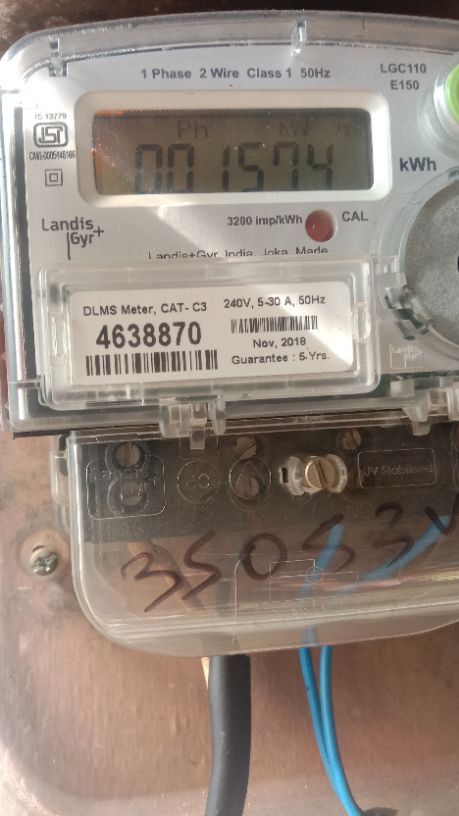 1 Phase 2 Wire Class 1 50Hz
LGC110
E150
IS 13779
Ph KW h
001574
kWh
Landis
Gyr+
3200 imp/kWh
CAL
Landis+Gyr India Joka Made
DLMS Meter, CAT- C3
240V, 5-30 A, 50Hz
4638870
Nov, 2018
Guarantee : 5 Yrs.
Landis
Gyr
UV Stabilised